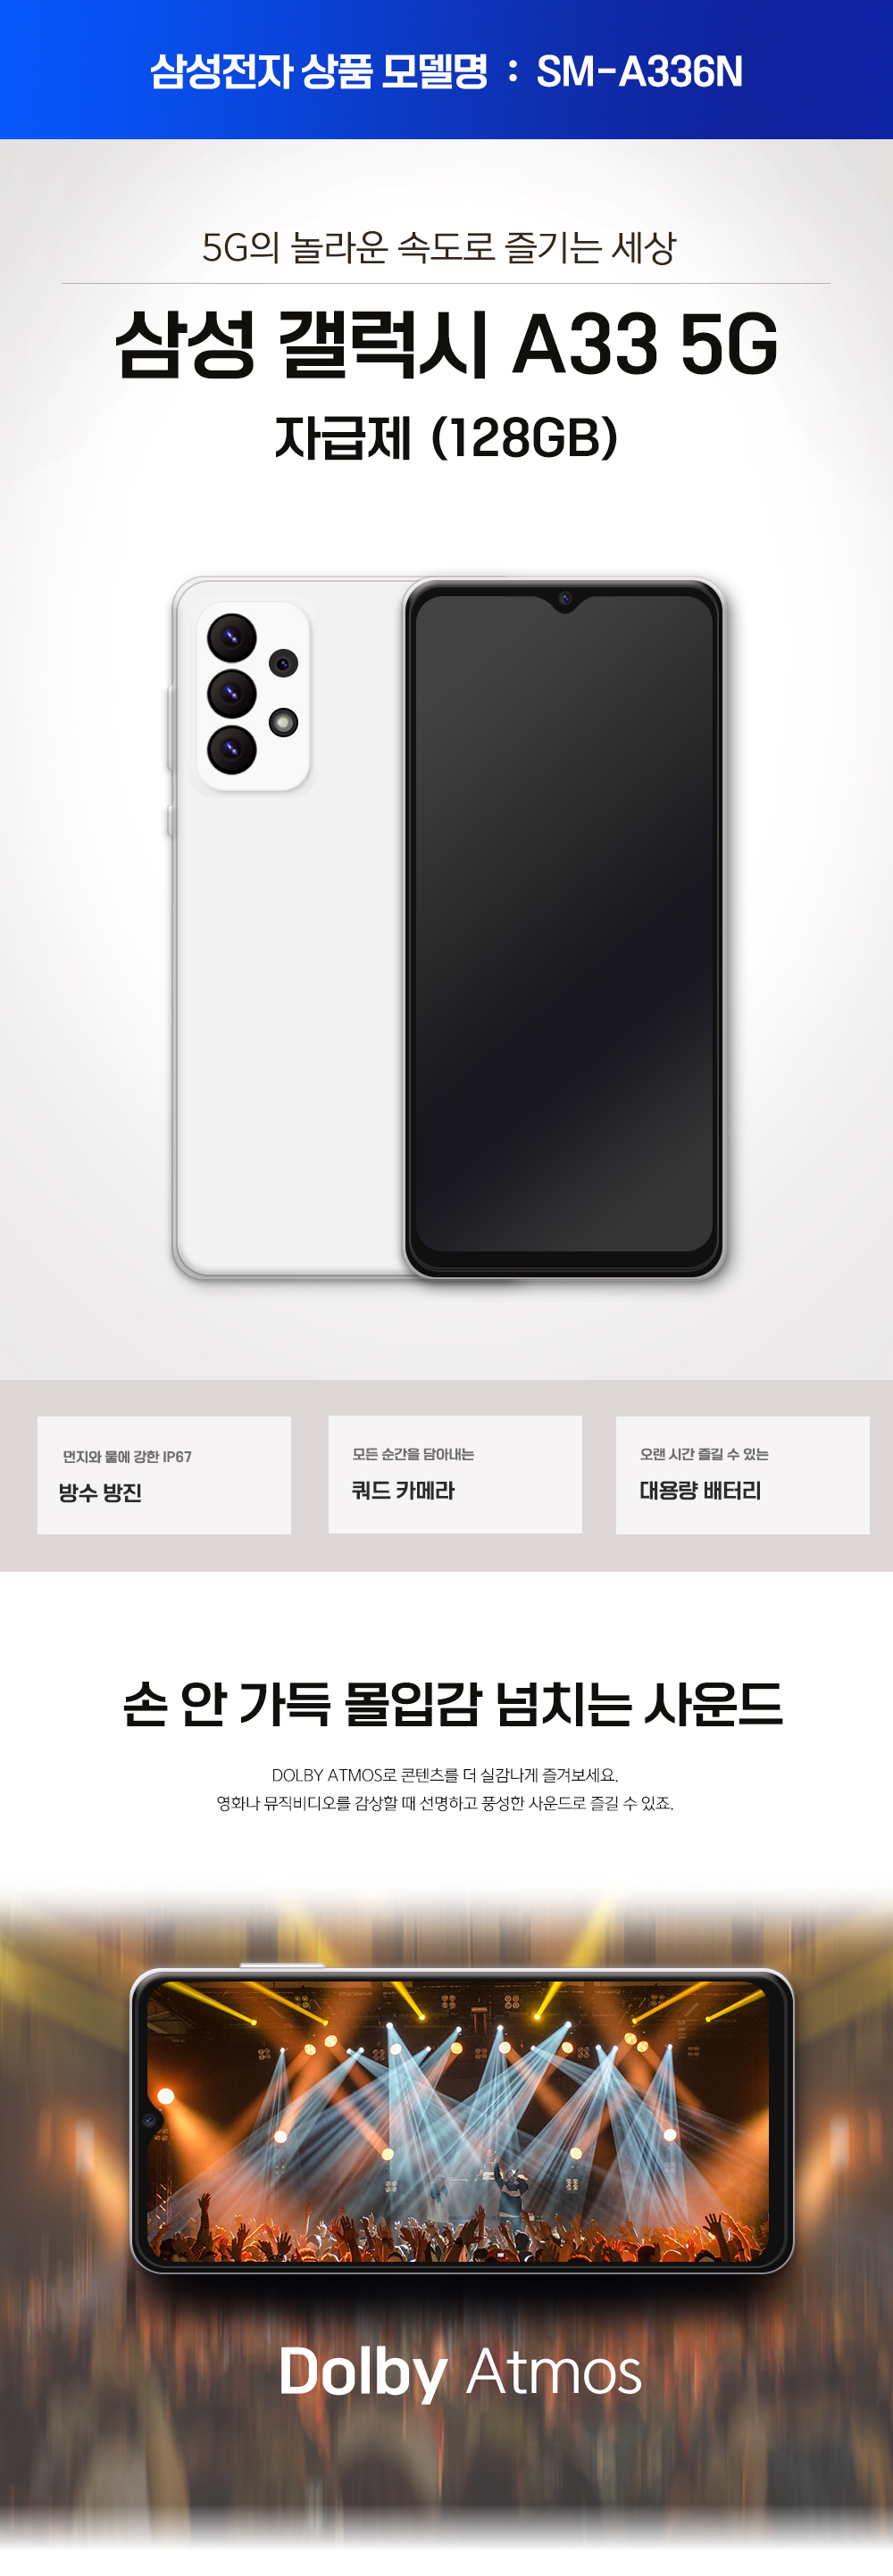 삼성전자 상품 모델명 : SM-A336N
5G의 놀라운 속도로 즐기는 세상
삼성 갤럭시 A33 5G
자급제 (128GB)
먼지와 물에 강한 IP67
방수 방진
모든 순간을 담아내는
쿼드 카메라
오랜 시간 즐길 수 있는
대용량 배터리
손 안 가득 몰입감 넘치는 사운드
DOLBY ATMOS로 콘텐츠를 더 실감나게 즐겨보세요.
영화나 뮤직비디오를 감상할 때 선명하고 풍성한 사운드로 즐길 수 있죠.
Dolby Atmos